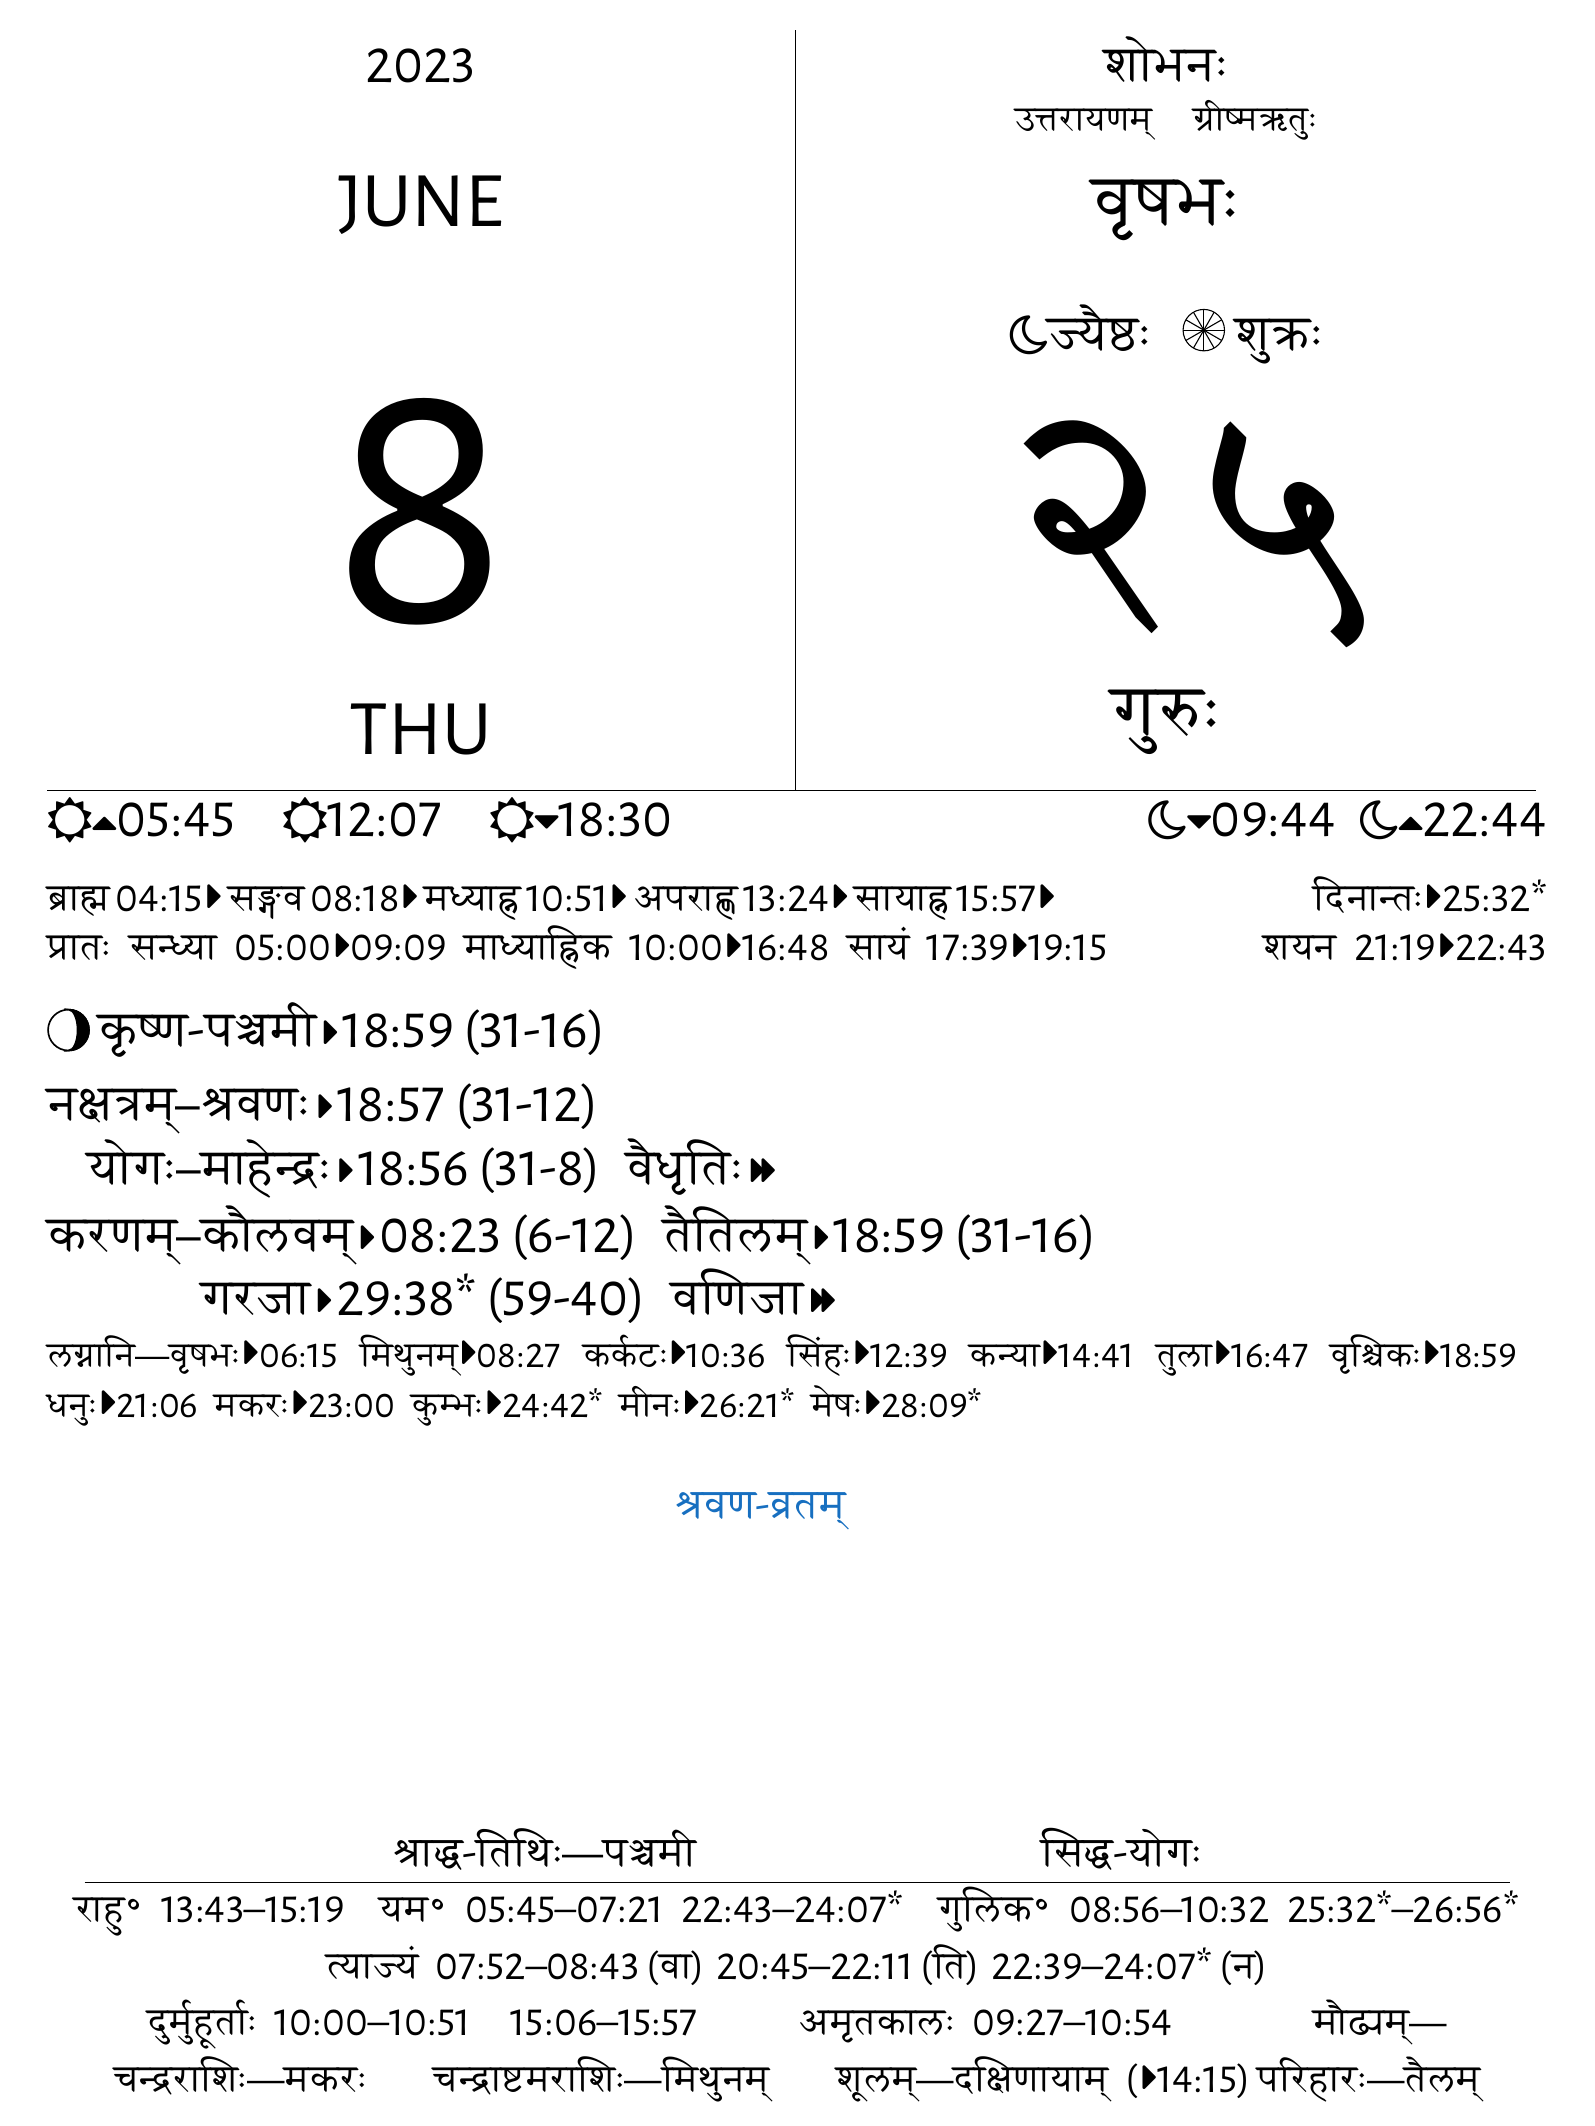 2023
JUNE
8
THU
शोभनः
उत्तरायणम् ग्रीष्मऋतुः
वृषभः
ज्यैष्ठः शुक्रः
२५
गुरुः
05:45 12:07 18:30 09:44 22:44
ब्राह्म 04:15 सङ्गव 08:18 मध्याह्न 10:51 अपराह्ण 13:24 सायाह्न 15:57 दिनान्तः 25:32*
प्रातः सन्ध्या 05:00 09:09 माध्याह्निक 10:00 16:48 सायं 17:39 19:15 शयन 21:19 22:43
कृष्ण-पञ्चमी 18:59 (31-16)
नक्षत्रम्–श्रवणः 18:57 (31-12)
योगः–माहेन्द्रः 18:56 (31-8) वैधृतिः
करणम्–कौलवम् 08:23 (6-12) तैतिलम् 18:59 (31-16)
गरजा 29:38* (59-40) वणिजा
लग्नानि—वृषभः 06:15 मिथुनम् 08:27 कर्कटः 10:36 सिंहः 12:39 कन्या 14:41 तुला 16:47 वृश्चिकः 18:59
धनुः 21:06 मकरः 23:00 कुम्भः 24:42* मीनः 26:21* मेषः 28:09*
श्रवण-व्रतम्
श्राद्ध-तिथिः—पञ्चमी सिद्ध-योगः
राहु॰ 13:43–15:19 यम॰ 05:45–07:21 22:43–24:07* गुलिक॰ 08:56–10:32 25:32*–26:56*
त्याज्यं 07:52–08:43 (वा) 20:45–22:11 (ति) 22:39–24:07* (न)
दुर्मुहूर्ताः 10:00–10:51 15:06–15:57 अमृतकालः 09:27–10:54 मौढ्यम्—
चन्द्रराशिः—मकरः चन्द्राष्टमराशिः—मिथुनम् शूलम्—दक्षिणायाम् (14:15) परिहारः—तैलम्